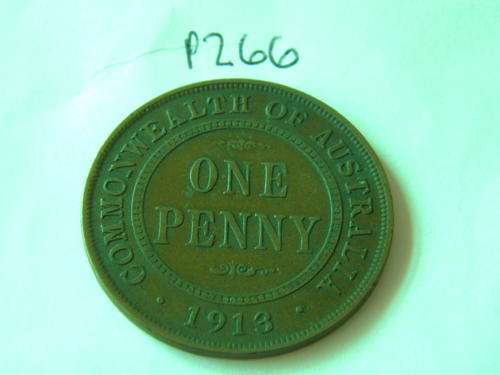 P266
COMMONWEALTH OF AUSTRALIA
ONE
PENNY
1913